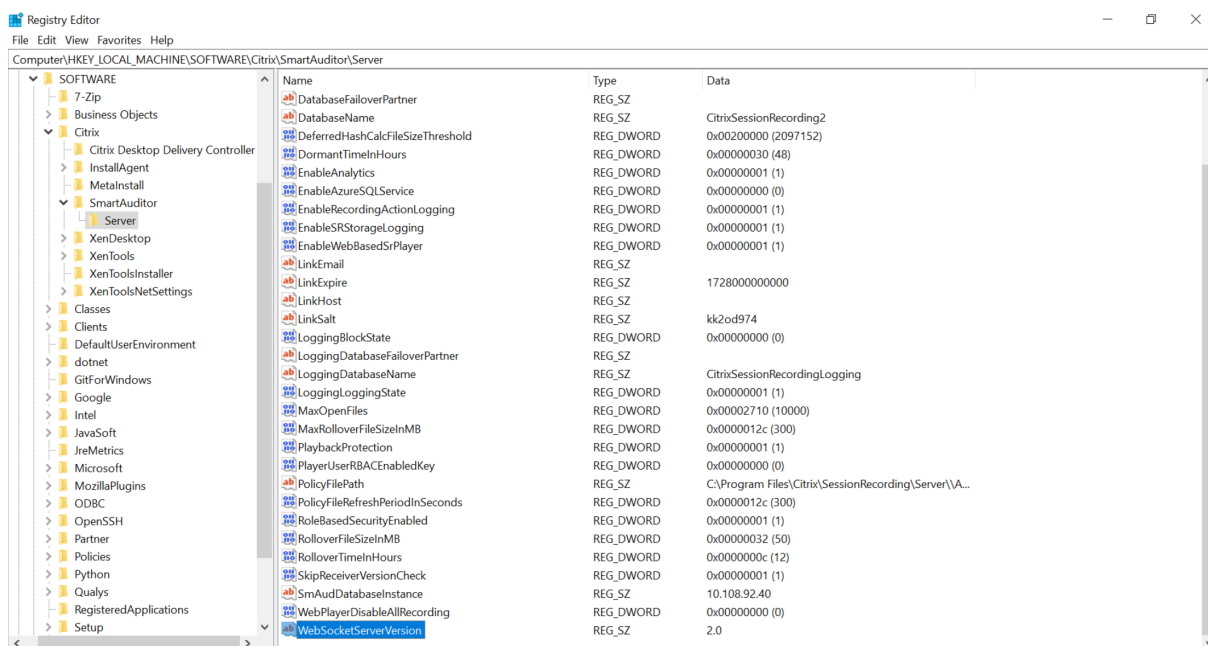 Registry Editor
File Edit View Favorites Help
Computer\HKEY_LOCAL_MACHINE\SOFTWARE\Citrix\SmartAuditor\Server
SOFTWARE
7-Zip
Business Objects
Citrix
Citrix Desktop Delivery Controller
InstallAgent
MetaInstall
SmartAuditor
Server
XenDesktop
XenTools
XenToolsInstaller
XenToolsNetSettings
Classes
Clients
DefaultUserEnvironment
dotnet
GitForWindows
Google
Intel
JavaSoft
JreMetrics
Microsoft
MozillaPlugins
ODBC
OpenSSH
Partner
Policies
Python
Qualys
RegisteredApplications
Setup
Name Type Data
DatabaseFailoverPartner REG_SZ
DatabaseName REG_SZ CitrixSessionRecording2
DeferredHashCalcFileSizeThreshold REG_DWORD 0x00200000 (2097152)
DormantTimeInHours REG_DWORD 0x00000030 (48)
EnableAnalytics REG_DWORD 0x00000001 (1)
EnableAzureSQLService REG_DWORD 0x00000000 (0)
EnableRecordingActionLogging REG_DWORD 0x00000001 (1)
EnableSRStorageLogging REG_DWORD 0x00000001 (1)
EnableWebBasedSrPlayer REG_DWORD 0x00000001 (1)
LinkEmail REG_SZ
LinkExpire REG_SZ 1728000000000
LinkHost REG_SZ
LinkSalt REG_SZ kk2od974
LoggingBlockState REG_DWORD 0x00000000 (0)
LoggingDatabaseFailoverPartner REG_SZ
LoggingDatabaseName REG_SZ CitrixSessionRecordingLogging
LoggingLoggingState REG_DWORD 0x00000001 (1)
MaxOpenFiles REG_DWORD 0x00002710 (10000)
MaxRolloverFileSizeInMB REG_DWORD 0x0000012c (300)
PlaybackProtection REG_DWORD 0x00000001 (1)
PlayerUserRBACEnabledKey REG_DWORD 0x00000000 (0)
PolicyFilePath REG_SZ C:\Program Files\Citrix\SessionRecording\Server\\A...
PolicyFileRefreshPeriodInSeconds REG_DWORD 0x0000012c (300)
RoleBasedSecurityEnabled REG_DWORD 0x00000001 (1)
RolloverFileSizeInMB REG_DWORD 0x00000032 (50)
RolloverTimeInHours REG_DWORD 0x0000000c (12)
SkipReceiverVersionCheck REG_DWORD 0x00000001 (1)
SmAudDatabaseInstance REG_SZ 10.108.92.40
WebPlayerDisableAllRecording REG_DWORD 0x00000000 (0)
WebSocketServerVersion REG_SZ 2.0